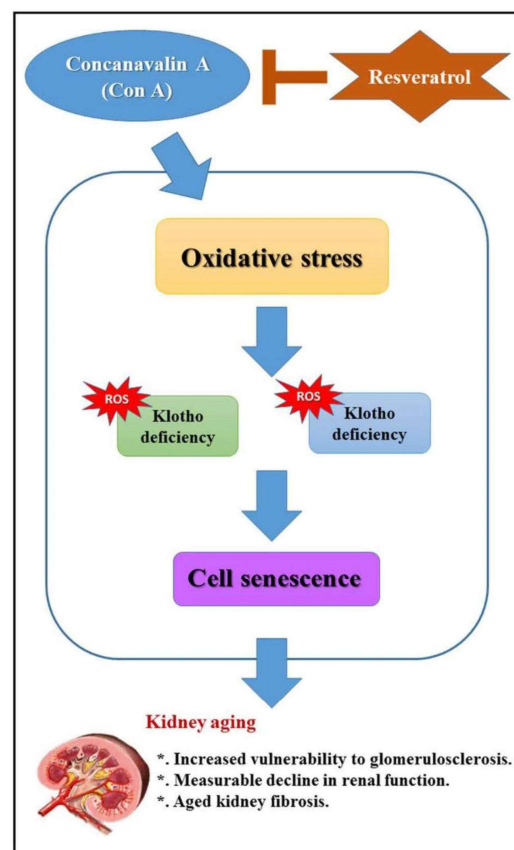 Concanavalin A
(Con A)
Resveratrol
Oxidative stress
ROS
Klotho
deficiency
ROS
Klotho
deficiency
Cell senescence
Kidney aging
*. Increased vulnerability to glomerulosclerosis.
*. Measurable decline in renal function.
*. Aged kidney fibrosis.